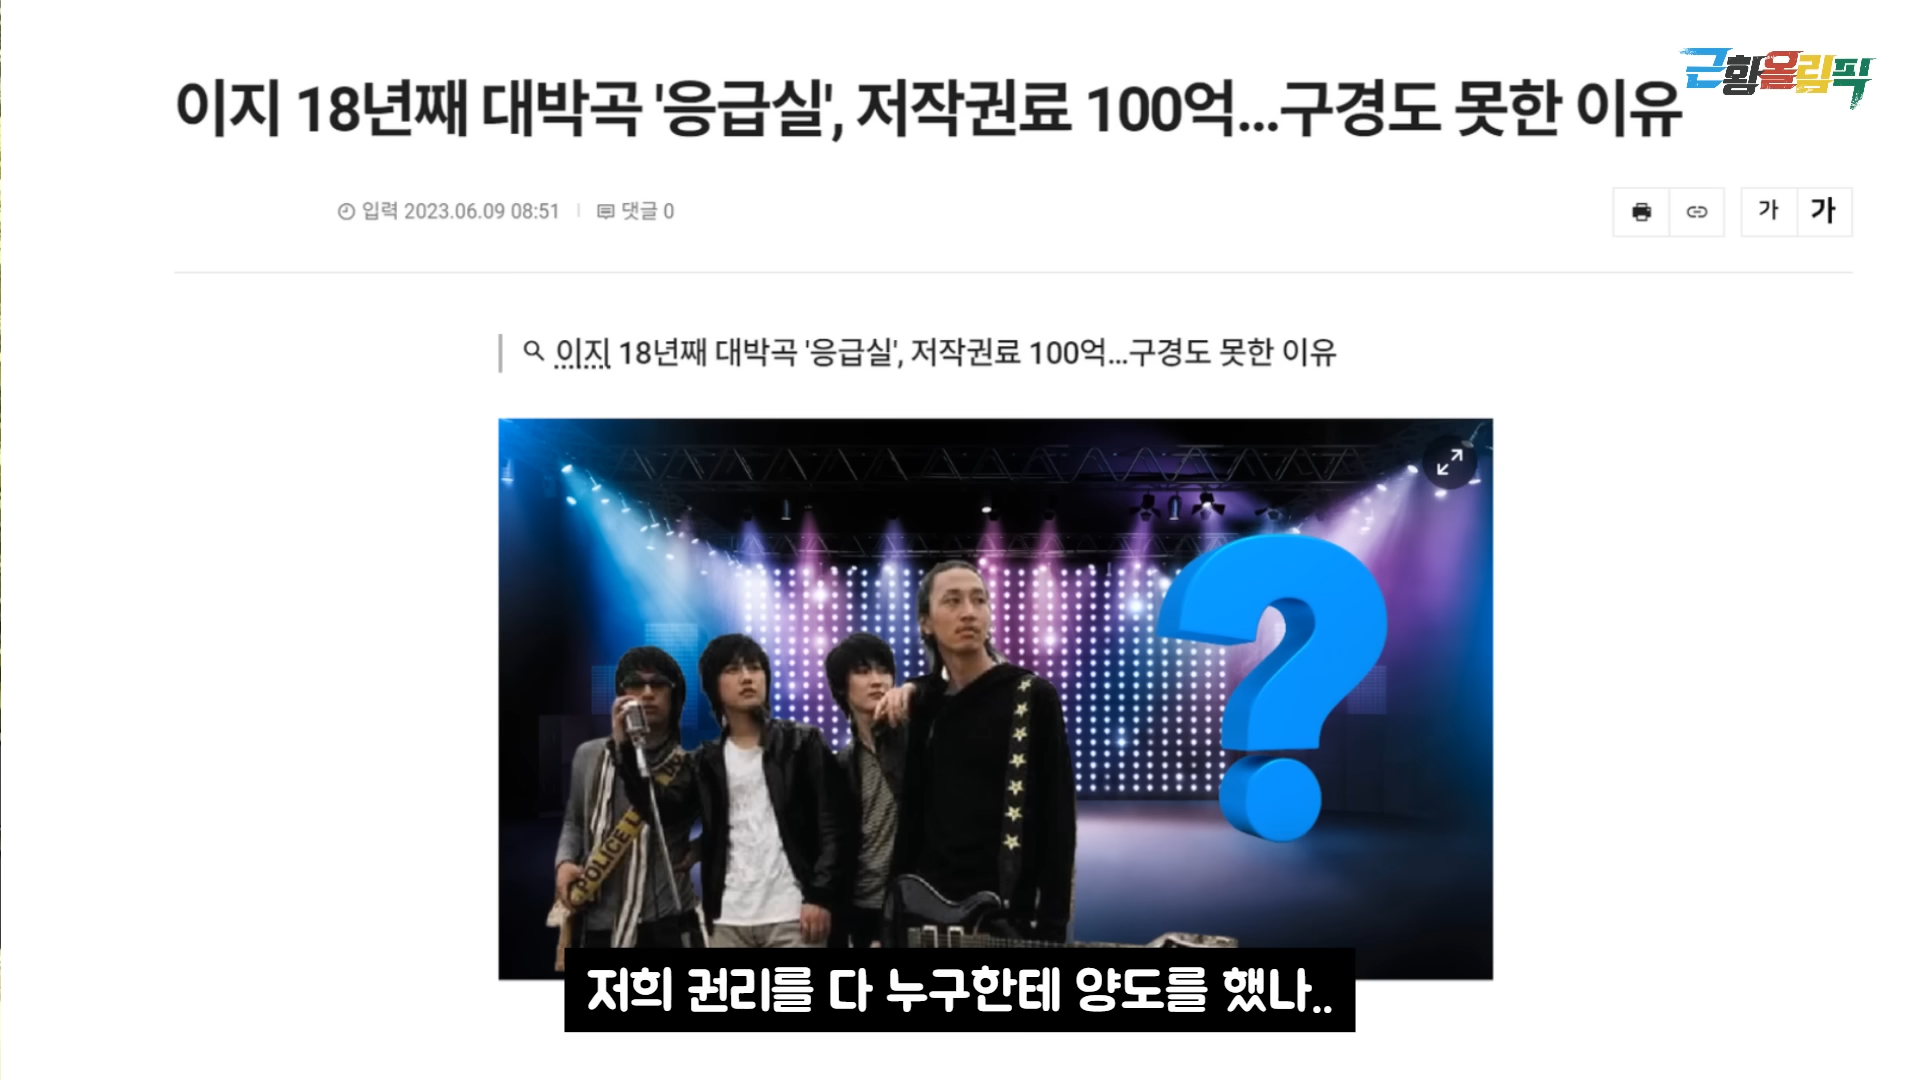 근황올림픽
이지 18년째 대박곡 '응급실', 저작권료 100억...구경도 못한 이유
입력 2023.06.09 08:51 댓글 0
가 가
이지 18년째 대박곡 '응급실', 저작권료 100억...구경도 못한 이유
POLICE L
저희 권리를 다 누구한테 양도를 했나..